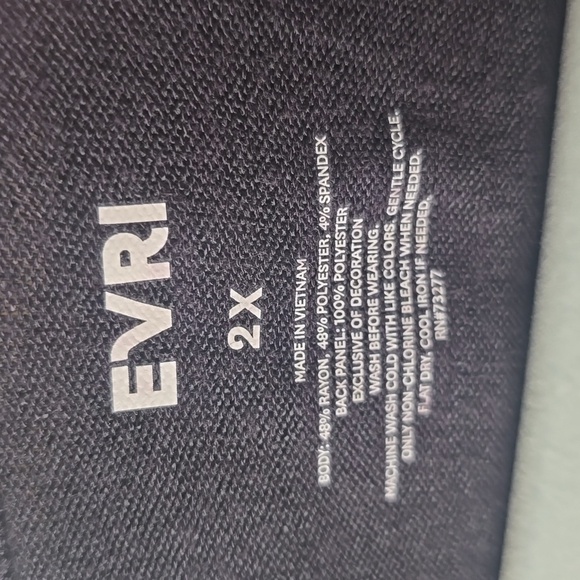 EVRI
2X
MADE IN VIETNAM
BODY: 48% RAYON, 48% POLYESTER, 4% SPANDEX
BACK PANEL: 100% POLYESTER
EXCLUSIVE OF DECORATION
WASH BEFORE WEARING.
MACHINE WASH COLD WITH LIKE COLORS. GENTLE CYCLE.
ONLY NON-CHLORINE BLEACH WHEN NEEDED.
FLAT DRY. COOL IRON IF NEEDED.
RN#73277